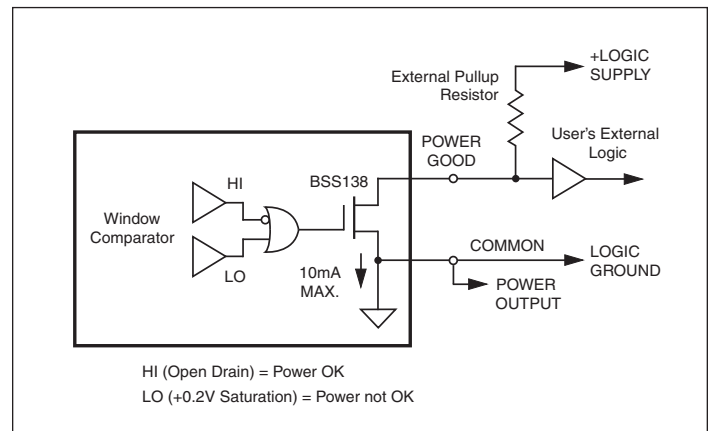 +LOGIC
SUPPLY
External Pullup
Resistor
User's External
Logic
POWER
GOOD
HI
BSS138
Window
Comparator
LO
10mA
MAX.
COMMON
LOGIC
GROUND
POWER
OUTPUT
HI (Open Drain) = Power OK
LO (+0.2V Saturation) = Power not OK